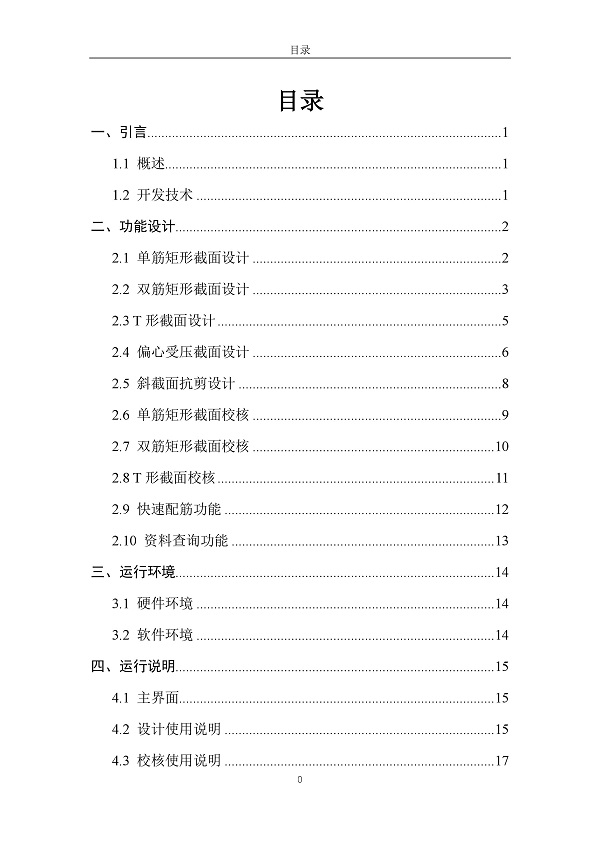 目录
目录
一、引言........................................1
1.1 概述........................................1
1.2 开发技术........................................1
二、功能设计........................................2
2.1 单筋矩形截面设计........................................2
2.2 双筋矩形截面设计........................................3
2.3 T 形截面设计........................................5
2.4 偏心受压截面设计........................................6
2.5 斜截面抗剪设计........................................8
2.6 单筋矩形截面校核........................................9
2.7 双筋矩形截面校核........................................10
2.8 T 形截面校核........................................11
2.9 快速配筋功能........................................12
2.10 资料查询功能........................................13
三、运行环境........................................14
3.1 硬件环境........................................14
3.2 软件环境........................................14
四、运行说明........................................15
4.1 主界面........................................15
4.2 设计使用说明........................................15
4.3 校核使用说明........................................17
0